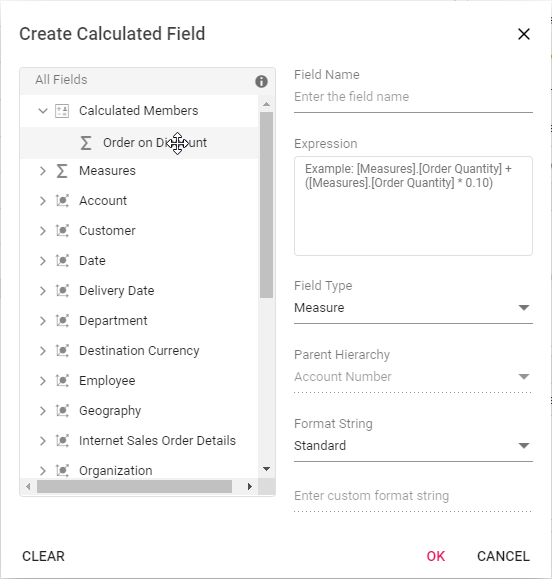 Create Calculated Field
All Fields
Calculated Members
Order on Discount
Measures
Account
Customer
Date
Delivery Date
Department
Destination Currency
Employee
Geography
Internet Sales Order Details
Organization
Field Name
Enter the field name
Expression
Example: [Measures].[Order Quantity] +
([Measures].[Order Quantity] * 0.10)
Field Type
Measure
Parent Hierarchy
Account Number
Format String
Standard
Enter custom format string
CLEAR
OK
CANCEL